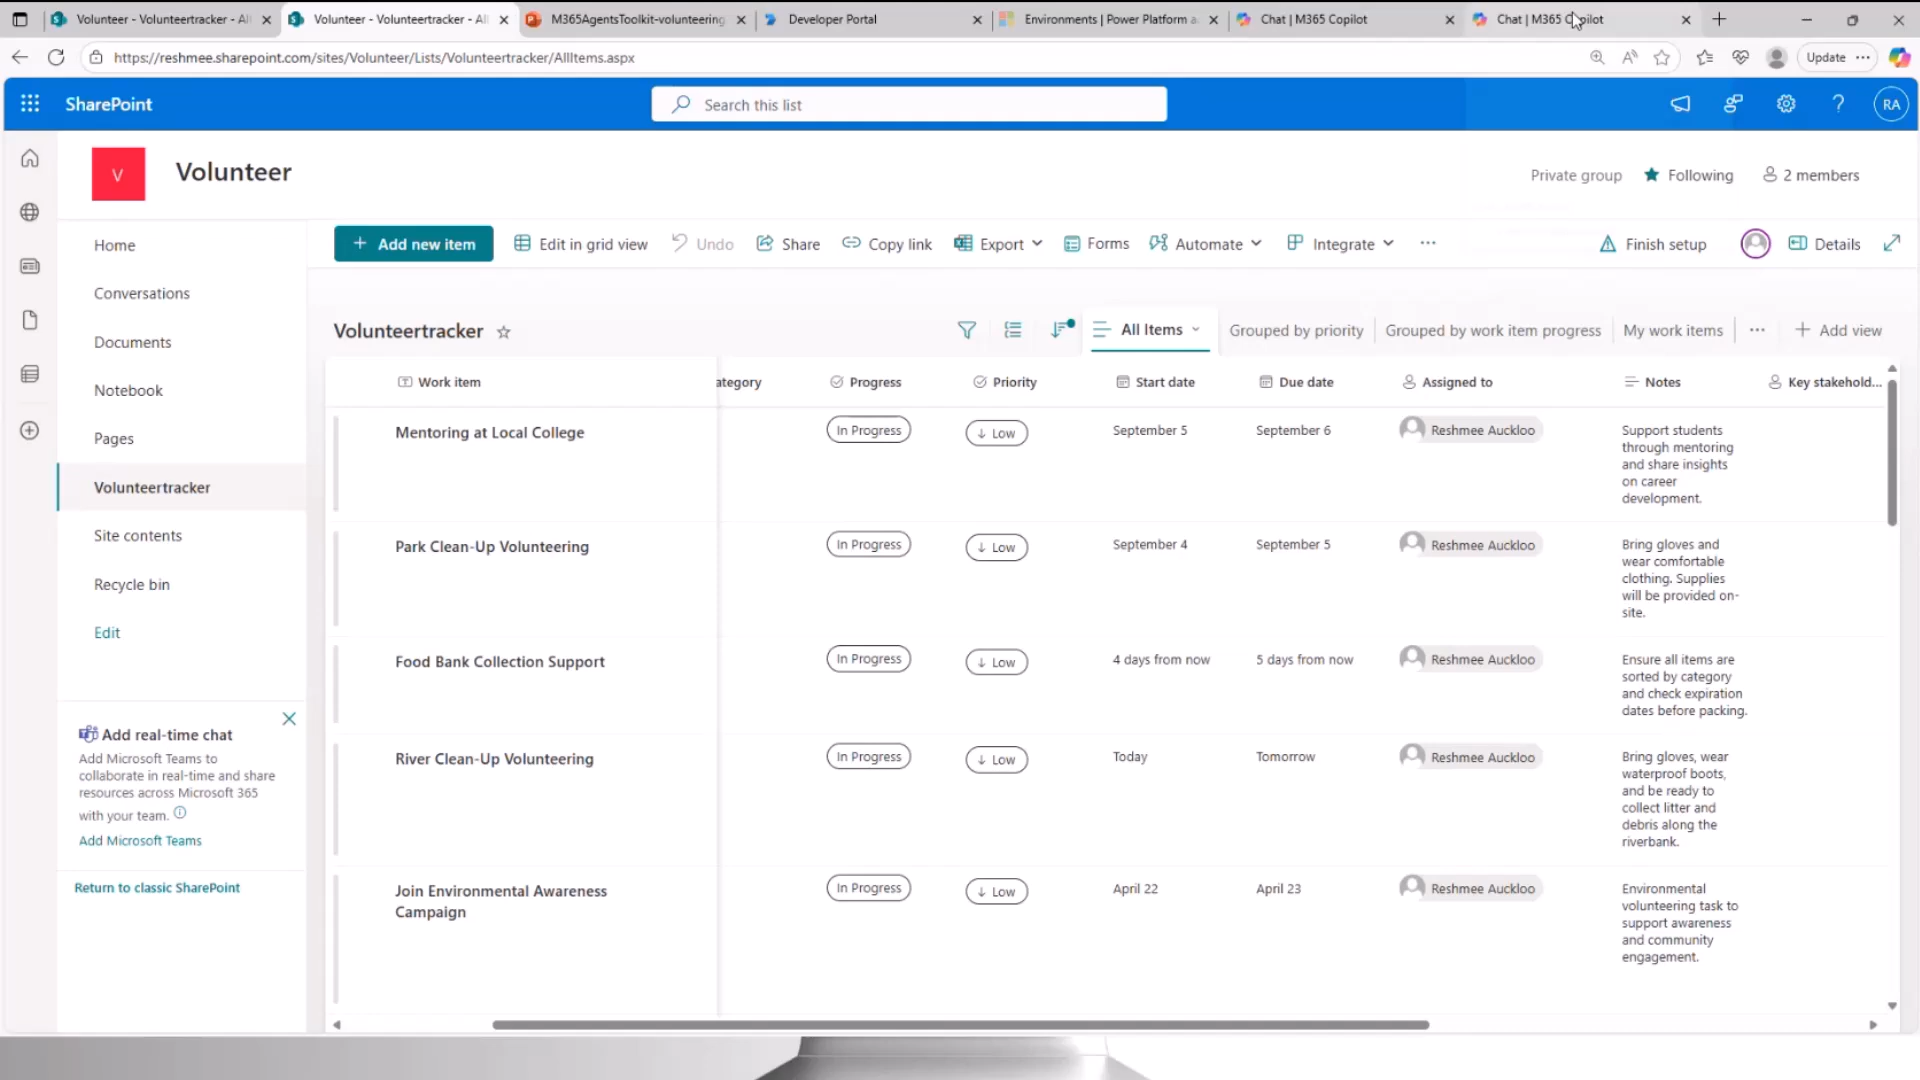 Volunteer - Volunteertracker - Al
Volunteer - Volunteertracker - Al
M365AgentsToolkit-volunteering
Developer Portal
Environments | Power Platform a
Chat | M365 Copilot
Chat | M365 Copilot
https://reshmee.sharepoint.com/sites/Volunteer/Lists/Volunteertracker/AllItems.aspx
Update
SharePoint
Search this list
RA
V
Volunteer
Private group
Following
2 members
Home
Conversations
Documents
Notebook
Pages
Volunteertracker
Site contents
Recycle bin
Edit
Add real-time chat
Add Microsoft Teams to
collaborate in real-time and share
resources across Microsoft 365
with your team.
Add Microsoft Teams
Return to classic SharePoint
+ Add new item
Edit in grid view
Undo
Share
Copy link
Export
Forms
Automate
Integrate
Finish setup
Details
Volunteertracker
All Items
Grouped by priority
Grouped by work item progress
My work items
Add view
Work item
ategory
Progress
Priority
Start date
Due date
Assigned to
Notes
Key stakehold...
Mentoring at Local College
In Progress
Low
September 5
September 6
Reshmee Auckloo
Support students
through mentoring
and share insights
on career
development.
Park Clean-Up Volunteering
In Progress
Low
September 4
September 5
Reshmee Auckloo
Bring gloves and
wear comfortable
clothing. Supplies
will be provided on-
site.
Food Bank Collection Support
In Progress
Low
4 days from now
5 days from now
Reshmee Auckloo
Ensure all items are
sorted by category
and check expiration
dates before packing.
River Clean-Up Volunteering
In Progress
Low
Today
Tomorrow
Reshmee Auckloo
Bring gloves, wear
waterproof boots,
and be ready to
collect litter and
debris along the
riverbank.
Join Environmental Awareness
Campaign
In Progress
Low
April 22
April 23
Reshmee Auckloo
Environmental
volunteering task to
support awareness
and community
engagement.